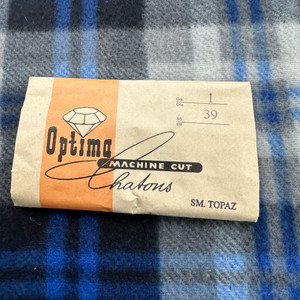 1
39
Optima
MACHINE CUT
Chatons
SM. TOPAZ